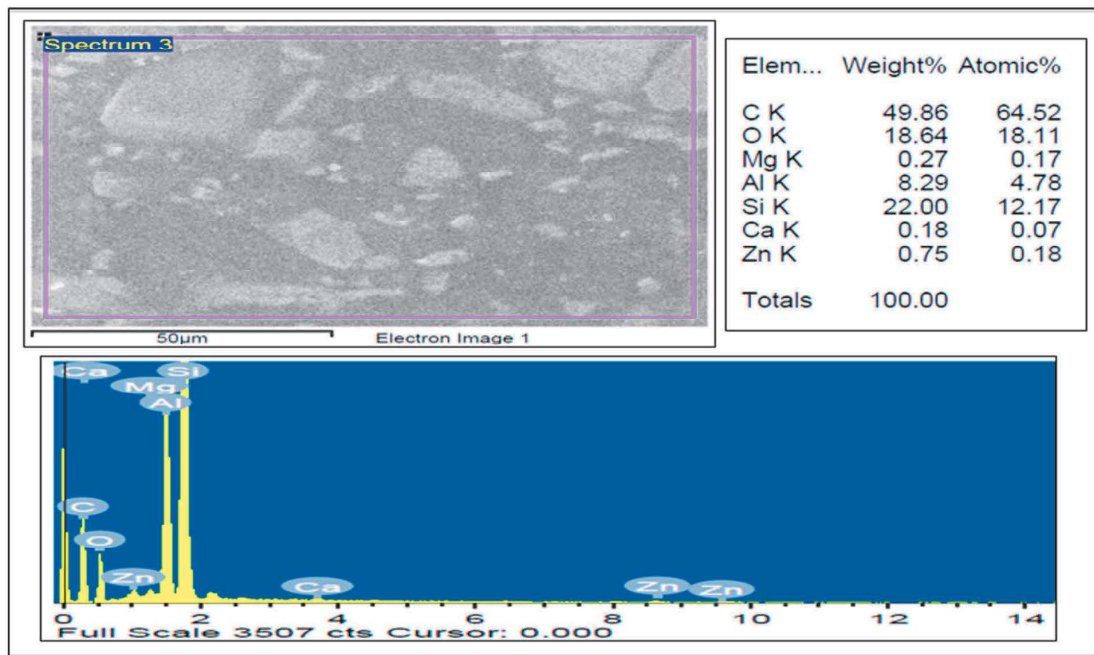 Spectrum 3
50µm Electron Image 1
Elem... Weight% Atomic%
C K 49.86 64.52
O K 18.64 18.11
Mg K 0.27 0.17
Al K 8.29 4.78
Si K 22.00 12.17
Ca K 0.18 0.07
Zn K 0.75 0.18
Totals 100.00
Ca Si
Mg
Al
C
O
Zn Ca Zn Zn
0 2 4 6 8 10 12 14
Full Scale 3507 cts Cursor: 0.000